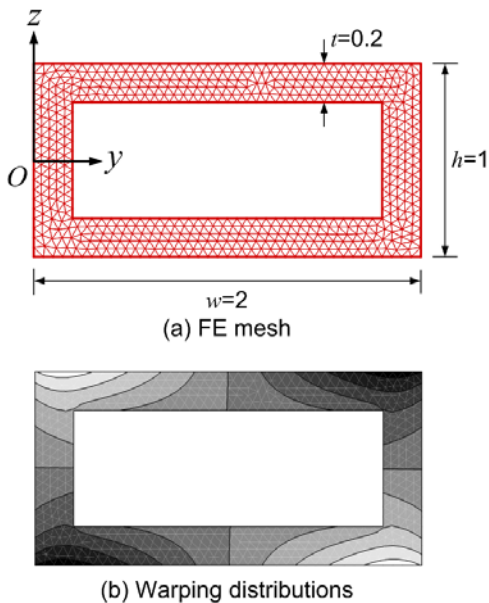 z
t=0.2
y
O
h=1
w=2
(a) FE mesh
(b) Warping distributions